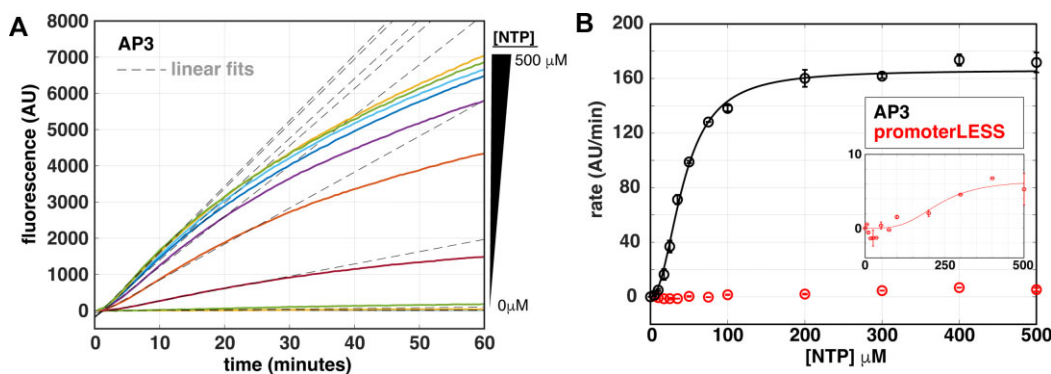 A
AP3
linear fits
fluorescence (AU)
8000
7000
6000
5000
4000
3000
2000
1000
0
0 10 20 30 40 50 60
time (minutes)
[NTP]
500 μM
0μM
B
rate (AU/min)
200
160
120
80
40
0
0 100 200 300 400 500
[NTP] μM
AP3
promoterLESS
10
0
0 250 500